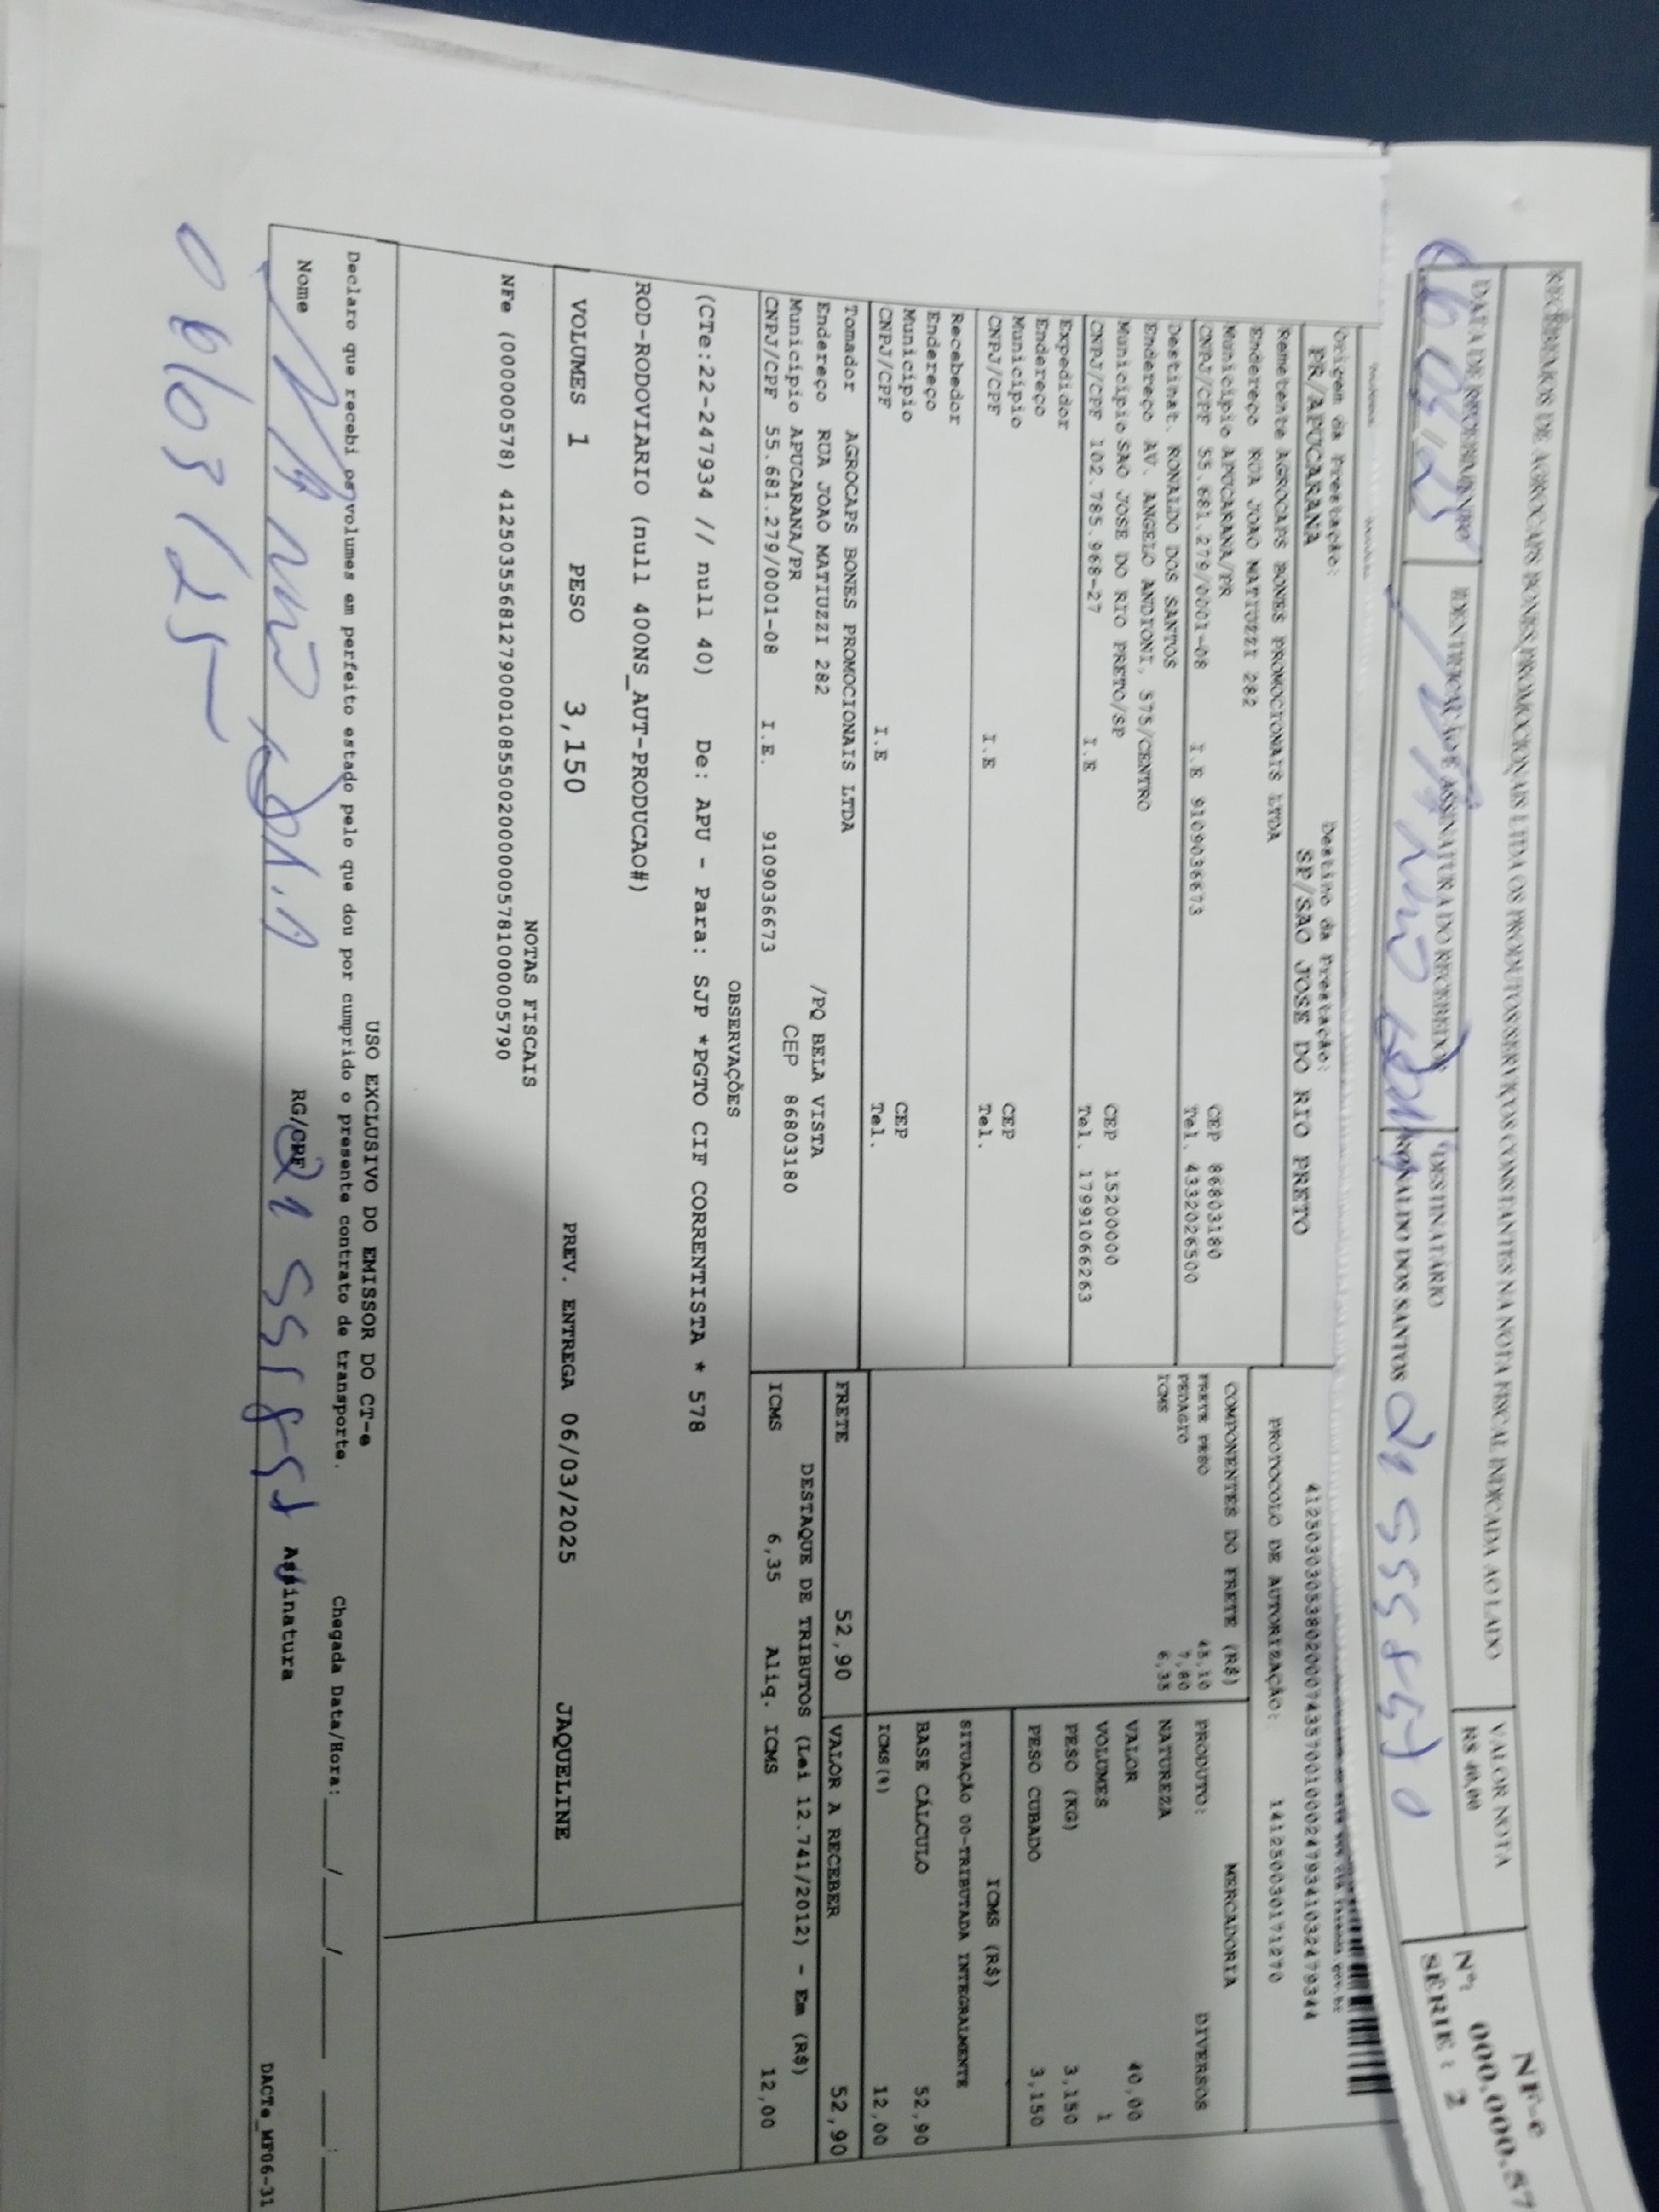 RECEBEMOS DE AGROCAPS BONES PROMOCIONAIS LTDA OS PRODUTOS/SERVIÇOS CONSTANTES NA NOTA FISCAL INDICADA AO LADO
DATA DE RECEBIMENTO
IDENTIFICAÇÃO E ASSINATURA DO RECEBEDOR
DESTINATÁRIO
RONALDO DOS SANTOS
VALOR NOTA
R$ 40,00
NF-e
Nº: 000.000.57
SÉRIE: 2
Origem da Prestação:
PR/APUCARANA
Destino da Prestação:
SP/SAO JOSE DO RIO PRETO
41250303053802000743570010002479341032479344
PROTOCOLO DE AUTORIZAÇÃO: 141250030171270
Remetente AGROCAPS BONES PROMOCIONAIS LTDA
Endereço RUA JOAO MATIUZZI 282
Município APUCARANA/PR CEP 86803180
CNPJ/CPF 55.681.279/0001-08 I.E 9109036673 Tel. 4332026500
Destinat. RONALDO DOS SANTOS
Endereço AV. ANGELO ANDIONI, 575/CENTRO
Município SAO JOSE DO RIO PRETO/SP CEP 15200000
CNPJ/CPF 102.785.968-27 I.E Tel. 17991066263
Expedidor
Endereço
Município CEP
CNPJ/CPF I.E Tel.
Recebedor
Endereço
Município CEP
CNPJ/CPF I.E Tel.
Tomador AGROCAPS BONES PROMOCIONAIS LTDA
Endereço RUA JOAO MATIUZZI 282 /PQ BELA VISTA
Município APUCARANA/PR CEP 86803180
CNPJ/CPF 55.681.279/0001-08 I.E. 9109036673
COMPONENTES DO FRETE (R$)
FRETE PESO
PEDAGIO 7,80
ICMS 6,35
MERCADORIA
PRODUTO: DIVERSOS
NATUREZA
VALOR 40,00
VOLUMES 1
PESO (KG) 3,150
PESO CUBADO 3,150
ICMS (R$)
SITUAÇÃO 00-TRIBUTADA INTEGRALMENTE
BASE CÁLCULO 52,90
ICMS(%) 12,00
FRETE 52,90 VALOR A RECEBER 52,90
DESTAQUE DE TRIBUTOS (Lei 12.741/2012) - Em (R$)
ICMS 6,35 Aliq. ICMS 12,00
OBSERVAÇÕES
(CTe:22-247934 // null 40) De: APU - Para: SJP *PGTO CIF CORRENTISTA * 578
ROD-RODOVIARIO (null 400NS_AUT-PRODUCAO#)
VOLUMES 1 PESO 3,150 PREV. ENTREGA 06/03/2025 JAQUELINE
NOTAS FISCAIS
NFe (000000578) 41250355681279000108550020000005781000005790
USO EXCLUSIVO DO EMISSOR DO CT-e
Declaro que recebi os volumes em perfeito estado pelo que dou por cumprido o presente contrato de transporte. Chegada Data/Hora: ____/____/______ ___:___
Nome RG/CPF Assinatura
DACTe_MF06-31
06/03/25